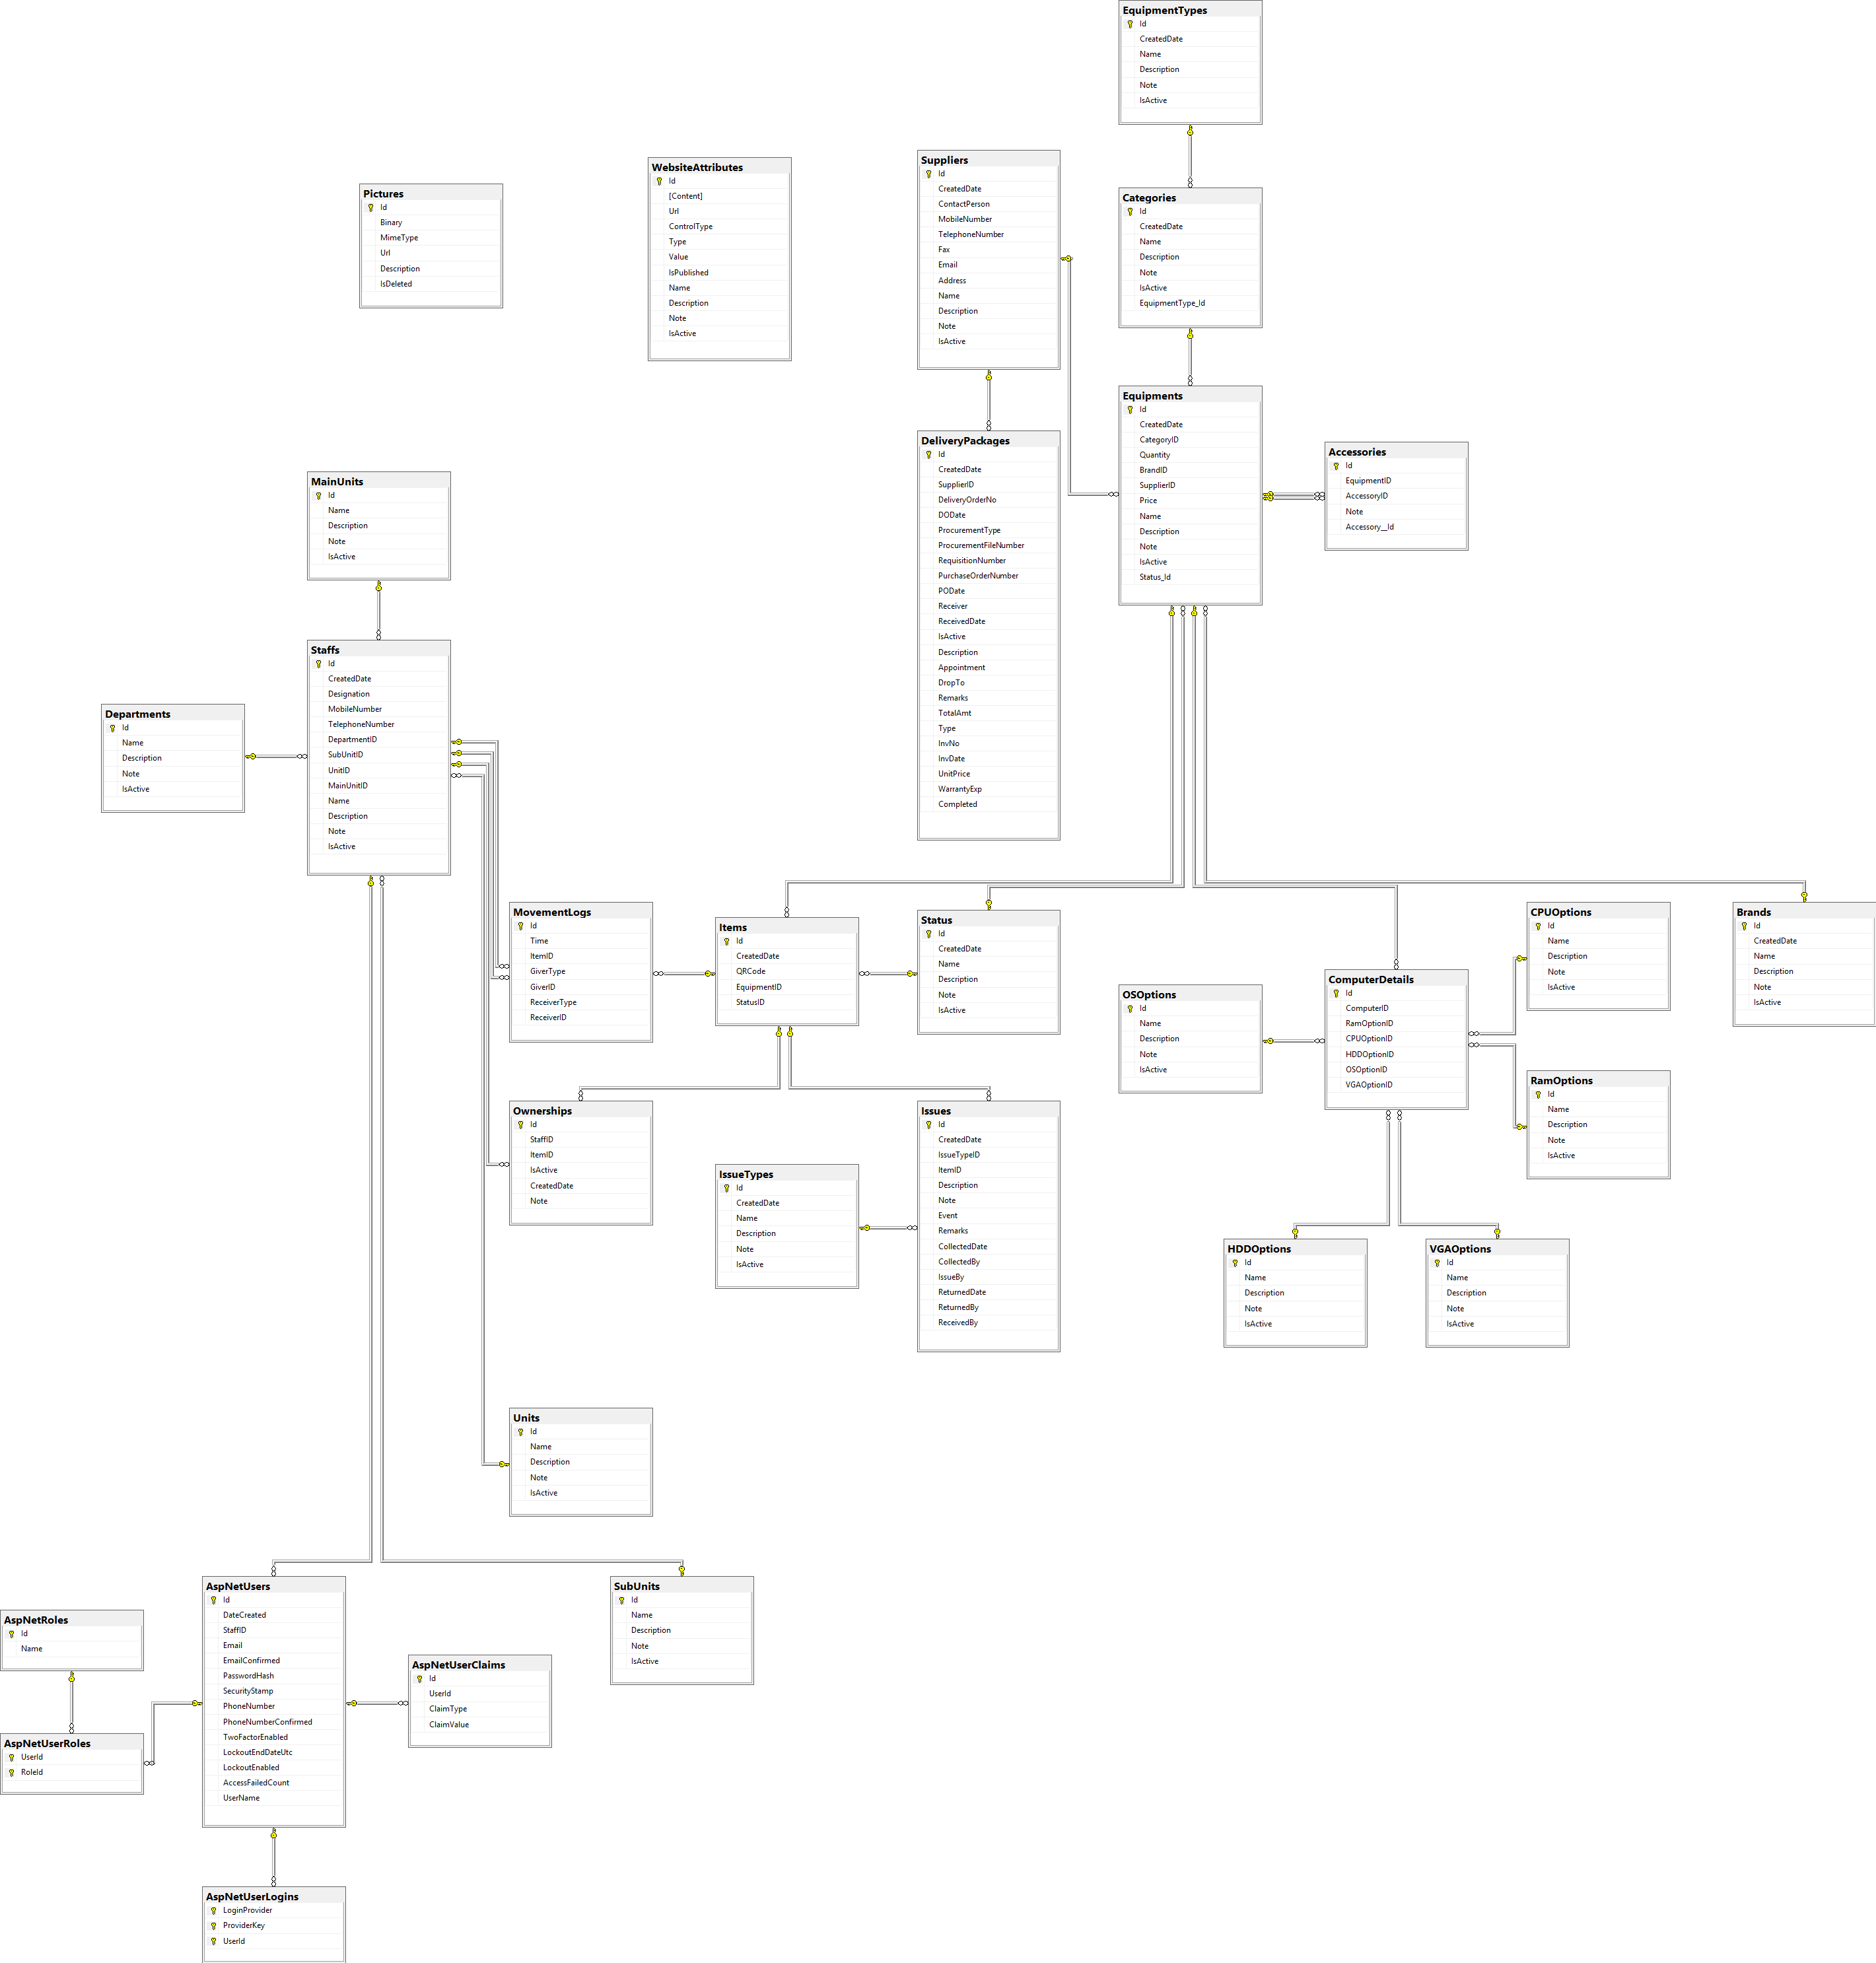 EquipmentTypes
Id
CreatedDate
Name
Description
Note
IsActive
Suppliers
Id
CreatedDate
ContactPerson
MobileNumber
TelephoneNumber
Fax
Email
Address
Name
Description
Note
IsActive
WebsiteAttributes
Id
[Content]
Url
ControlType
Type
Value
IsPublished
Name
Description
Note
IsActive
Pictures
Id
Binary
MimeType
Url
Description
IsDeleted
Categories
Id
CreatedDate
Name
Description
Note
IsActive
EquipmentType_Id
Equipments
Id
CreatedDate
CategoryID
Quantity
BrandID
SupplierID
Price
Name
Description
Note
IsActive
Status_Id
DeliveryPackages
Id
CreatedDate
SupplierID
DeliveryOrderNo
DODate
ProcurementType
ProcurementFileNumber
RequisitionNumber
PurchaseOrderNumber
PODate
Receiver
ReceivedDate
IsActive
Description
Appointment
DropTo
Remarks
TotalAmt
Type
InvNo
InvDate
UnitPrice
WarrantyExp
Completed
Accessories
Id
EquipmentID
AccessoryID
Note
Accessory__Id
MainUnits
Id
Name
Description
Note
IsActive
Staffs
Id
CreatedDate
Designation
MobileNumber
TelephoneNumber
DepartmentID
SubUnitID
UnitID
MainUnitID
Name
Description
Note
IsActive
Departments
Id
Name
Description
Note
IsActive
MovementLogs
Id
Time
ItemID
GiverType
GiverID
ReceiverType
ReceiverID
Items
Id
CreatedDate
QRCode
EquipmentID
StatusID
Status
Id
CreatedDate
Name
Description
Note
IsActive
CPUOptions
Id
Name
Description
Note
IsActive
Brands
Id
CreatedDate
Name
Description
Note
IsActive
ComputerDetails
Id
ComputerID
RamOptionID
CPUOptionID
HDDOptionID
OSOptionID
VGAOptionID
OSOptions
Id
Name
Description
Note
IsActive
RamOptions
Id
Name
Description
Note
IsActive
Ownerships
Id
StaffID
ItemID
IsActive
CreatedDate
Note
Issues
Id
CreatedDate
IssueTypeID
ItemID
Description
Note
Event
Remarks
CollectedDate
CollectedBy
IssueBy
ReturnedDate
ReturnedBy
ReceivedBy
IssueTypes
Id
CreatedDate
Name
Description
Note
IsActive
HDDOptions
Id
Name
Description
Note
IsActive
VGAOptions
Id
Name
Description
Note
IsActive
Units
Id
Name
Description
Note
IsActive
AspNetUsers
Id
DateCreated
StaffID
Email
EmailConfirmed
PasswordHash
SecurityStamp
PhoneNumber
PhoneNumberConfirmed
TwoFactorEnabled
LockoutEndDateUtc
LockoutEnabled
AccessFailedCount
UserName
SubUnits
Id
Name
Description
Note
IsActive
AspNetRoles
Id
Name
AspNetUserClaims
Id
UserId
ClaimType
ClaimValue
AspNetUserRoles
UserId
RoleId
AspNetUserLogins
LoginProvider
ProviderKey
UserId